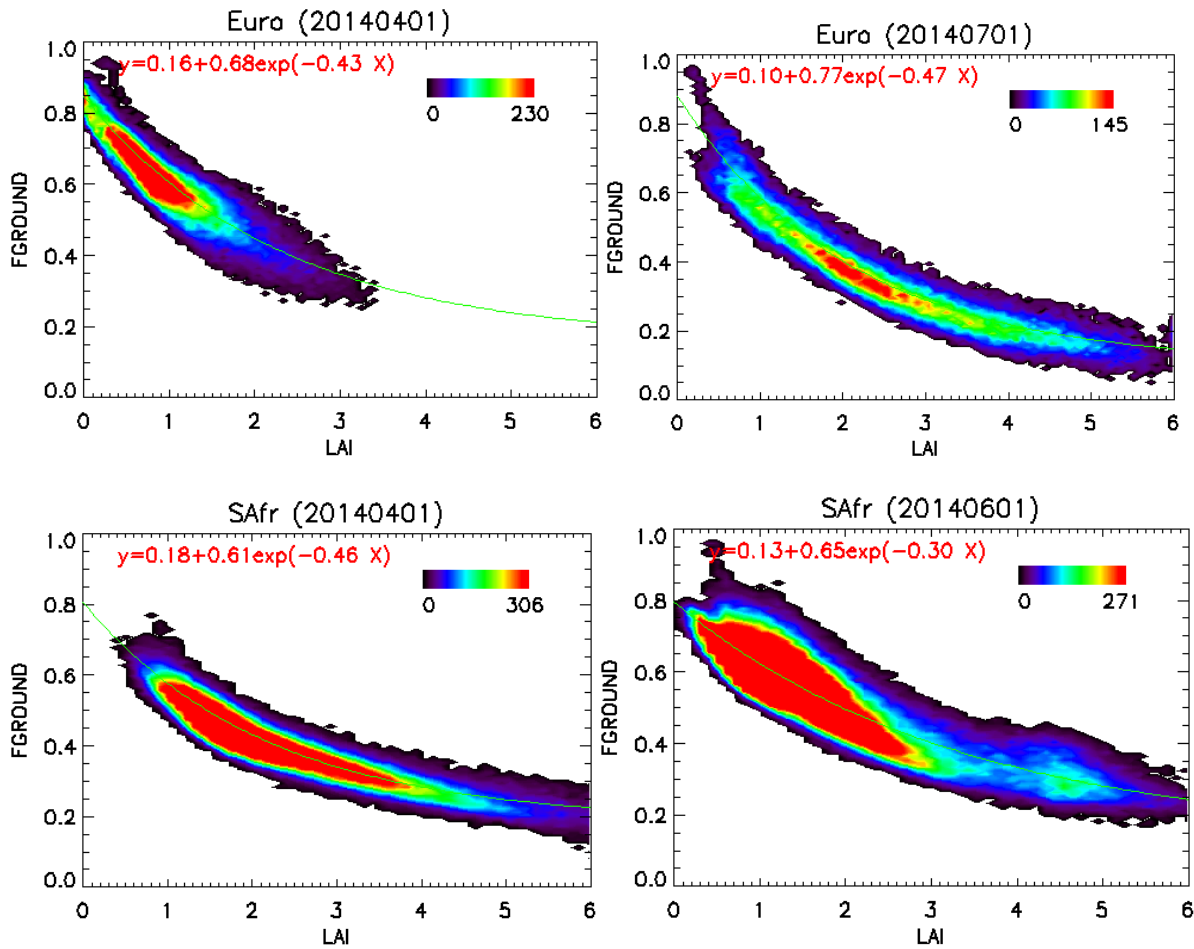 Euro (20140401)
y=0.16+0.68exp(−0.43 X)
0 230
1.0
0.8
0.6
0.4
0.2
0.0
FGROUND
0 1 2 3 4 5 6
LAI
Euro (20140701)
y=0.10+0.77exp(−0.47 X)
0 145
1.0
0.8
0.6
0.4
0.2
0.0
FGROUND
0 1 2 3 4 5 6
LAI
SAfr (20140401)
y=0.18+0.61exp(−0.46 X)
0 306
1.0
0.8
0.6
0.4
0.2
0.0
FGROUND
0 1 2 3 4 5 6
LAI
SAfr (20140601)
y=0.13+0.65exp(−0.30 X)
0 271
1.0
0.8
0.6
0.4
0.2
0.0
FGROUND
0 1 2 3 4 5 6
LAI